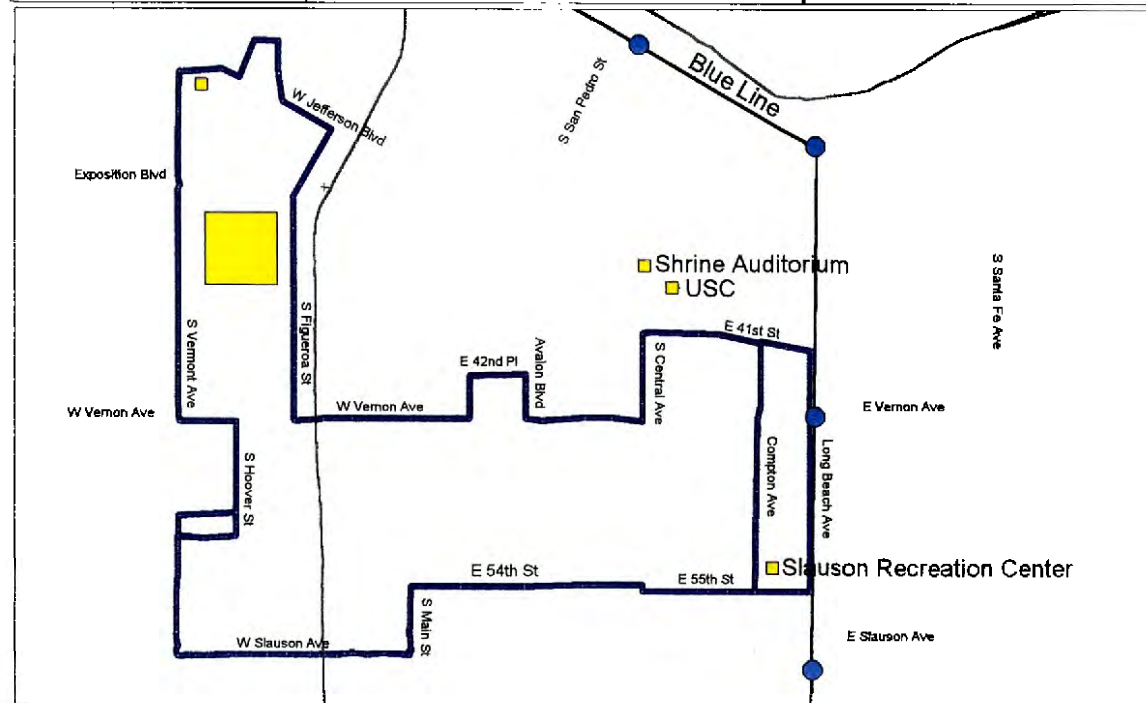 Blue Line
S San Pedro St
W Jefferson Blvd
Exposition Blvd
Shrine Auditorium
USC
S Santa Fe Ave
S Vermont Ave
S Figueroa St
E 41st St
E 42nd Pl
Avalon Blvd
S Central Ave
W Vernon Ave
W Vernon Ave
E Vernon Ave
S Hoover St
Compton Ave
Long Beach Ave
E 54th St
E 55th St
Slauson Recreation Center
S Main St
W Slauson Ave
E Slauson Ave